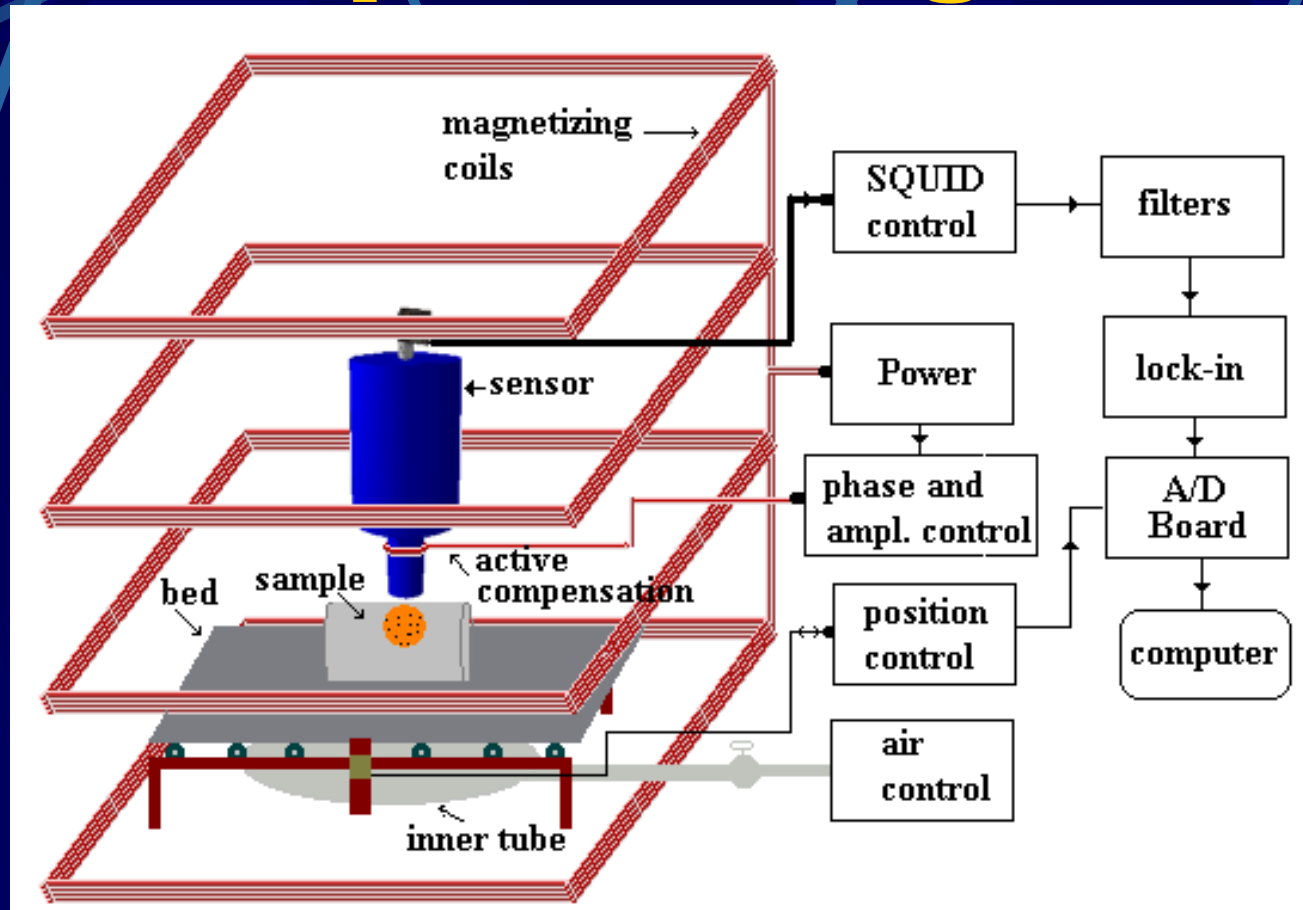 magnetizing
coils
SQUID
control
filters
sensor
Power
lock-in
phase and
ampl. control
A/D
Board
active
compensation
sample
bed
position
control
computer
air
control
inner tube